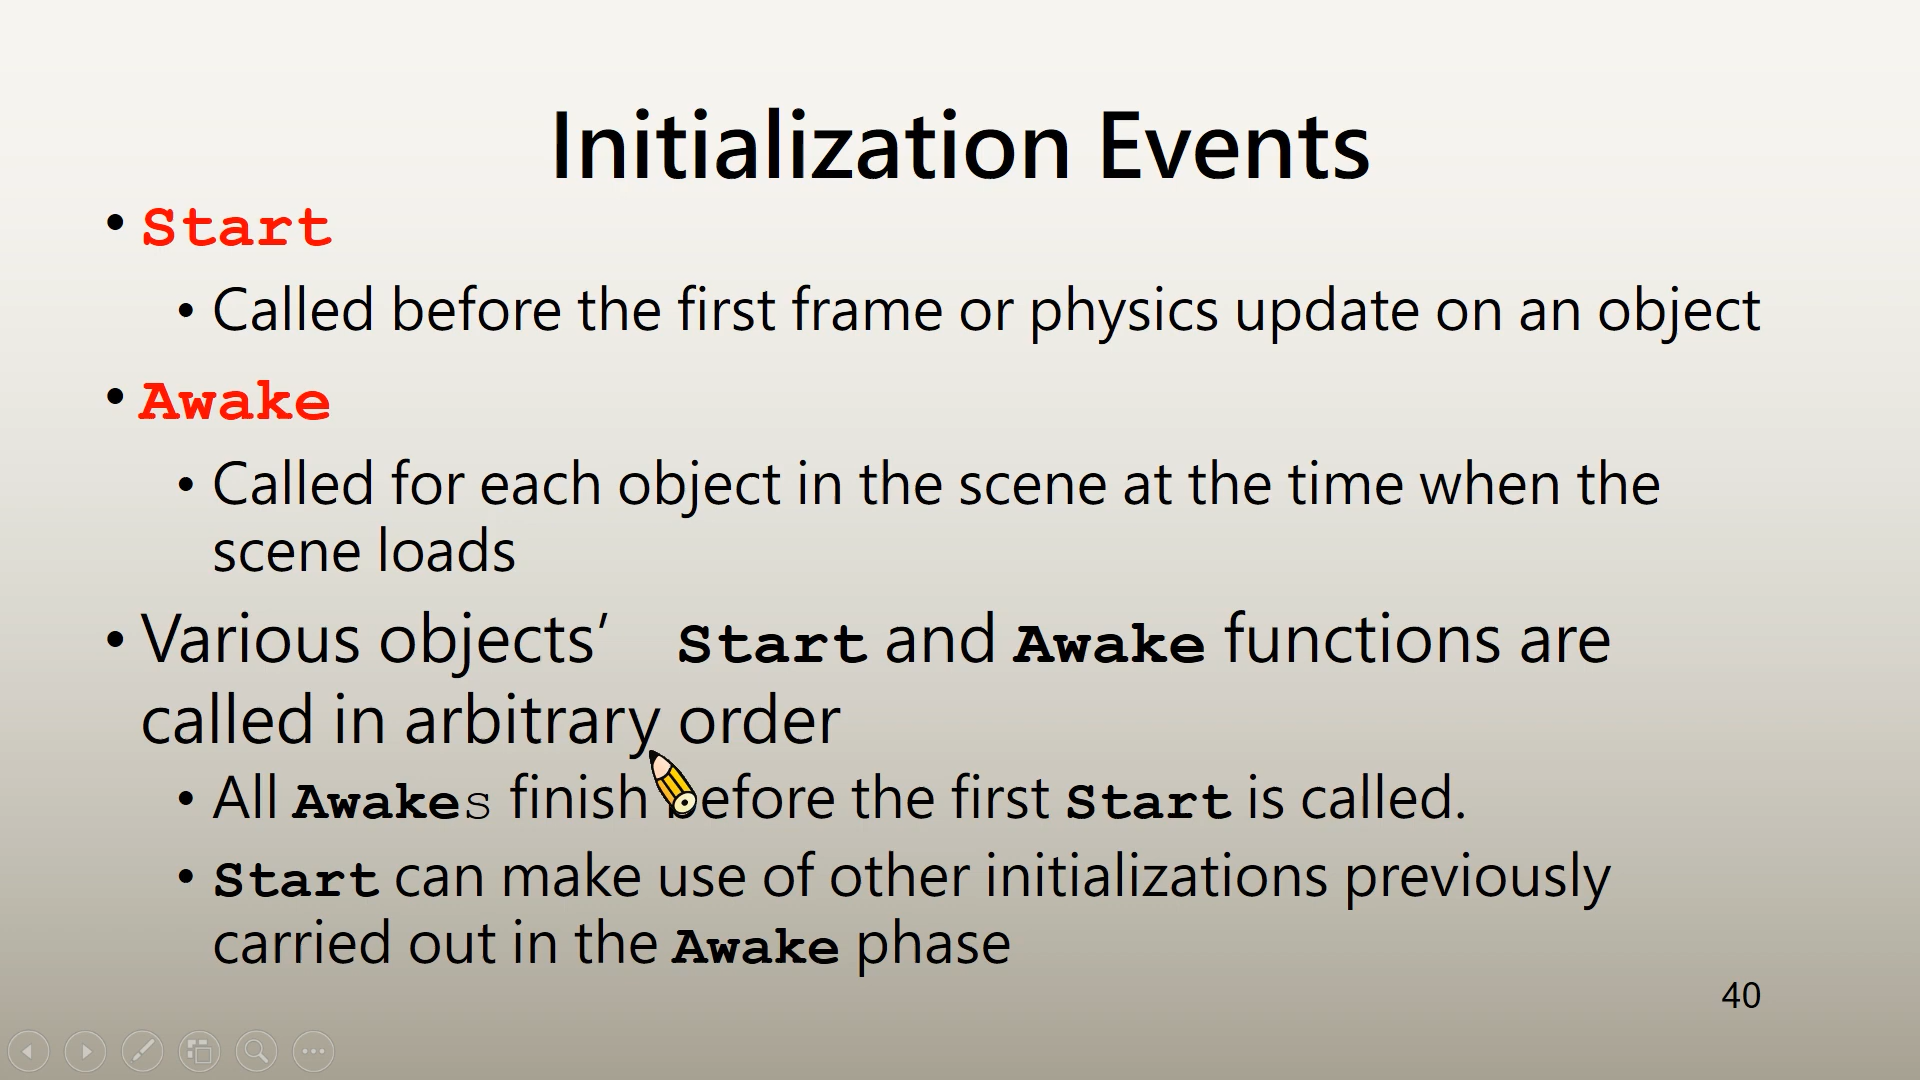 Initialization Events
• Start
• Called before the first frame or physics update on an object
• Awake
• Called for each object in the scene at the time when the
scene loads
• Various objects’ Start and Awake functions are
called in arbitrary order
• All Awakes finish before the first Start is called.
• Start can make use of other initializations previously
carried out in the Awake phase
40